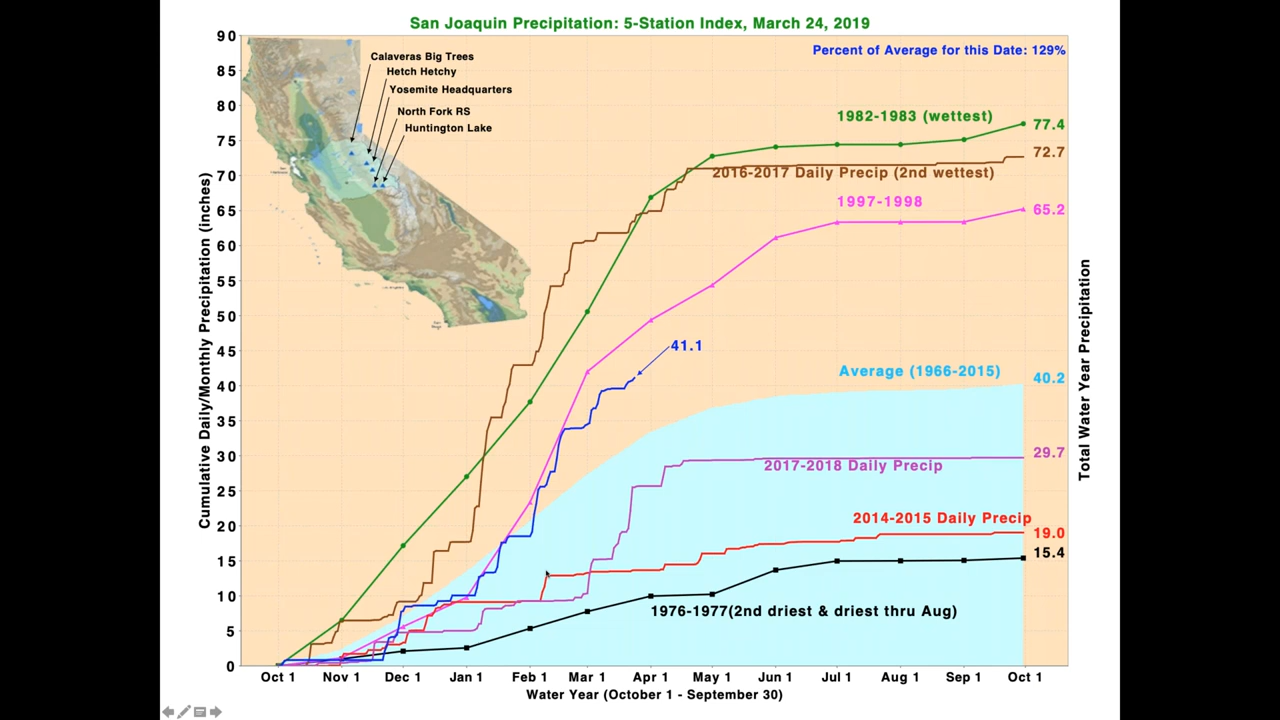 San Joaquin Precipitation: 5-Station Index, March 24, 2019
Percent of Average for this Date: 129%
Calaveras Big Trees
Hetch Hetchy
Yosemite Headquarters
North Fork RS
Huntington Lake
1982-1983 (wettest)
77.4
72.7
2016-2017 Daily Precip (2nd wettest)
1997-1998
65.2
41.1
Average (1966-2015)
40.2
29.7
2017-2018 Daily Precip
2014-2015 Daily Precip
19.0
15.4
1976-1977(2nd driest & driest thru Aug)
Cumulative Daily/Monthly Precipitation (inches)
90
85
80
75
70
65
60
55
50
45
40
35
30
25
20
15
10
5
0
Total Water Year Precipitation
Oct 1 Nov 1 Dec 1 Jan 1 Feb 1 Mar 1 Apr 1 May 1 Jun 1 Jul 1 Aug 1 Sep 1 Oct 1
Water Year (October 1 - September 30)